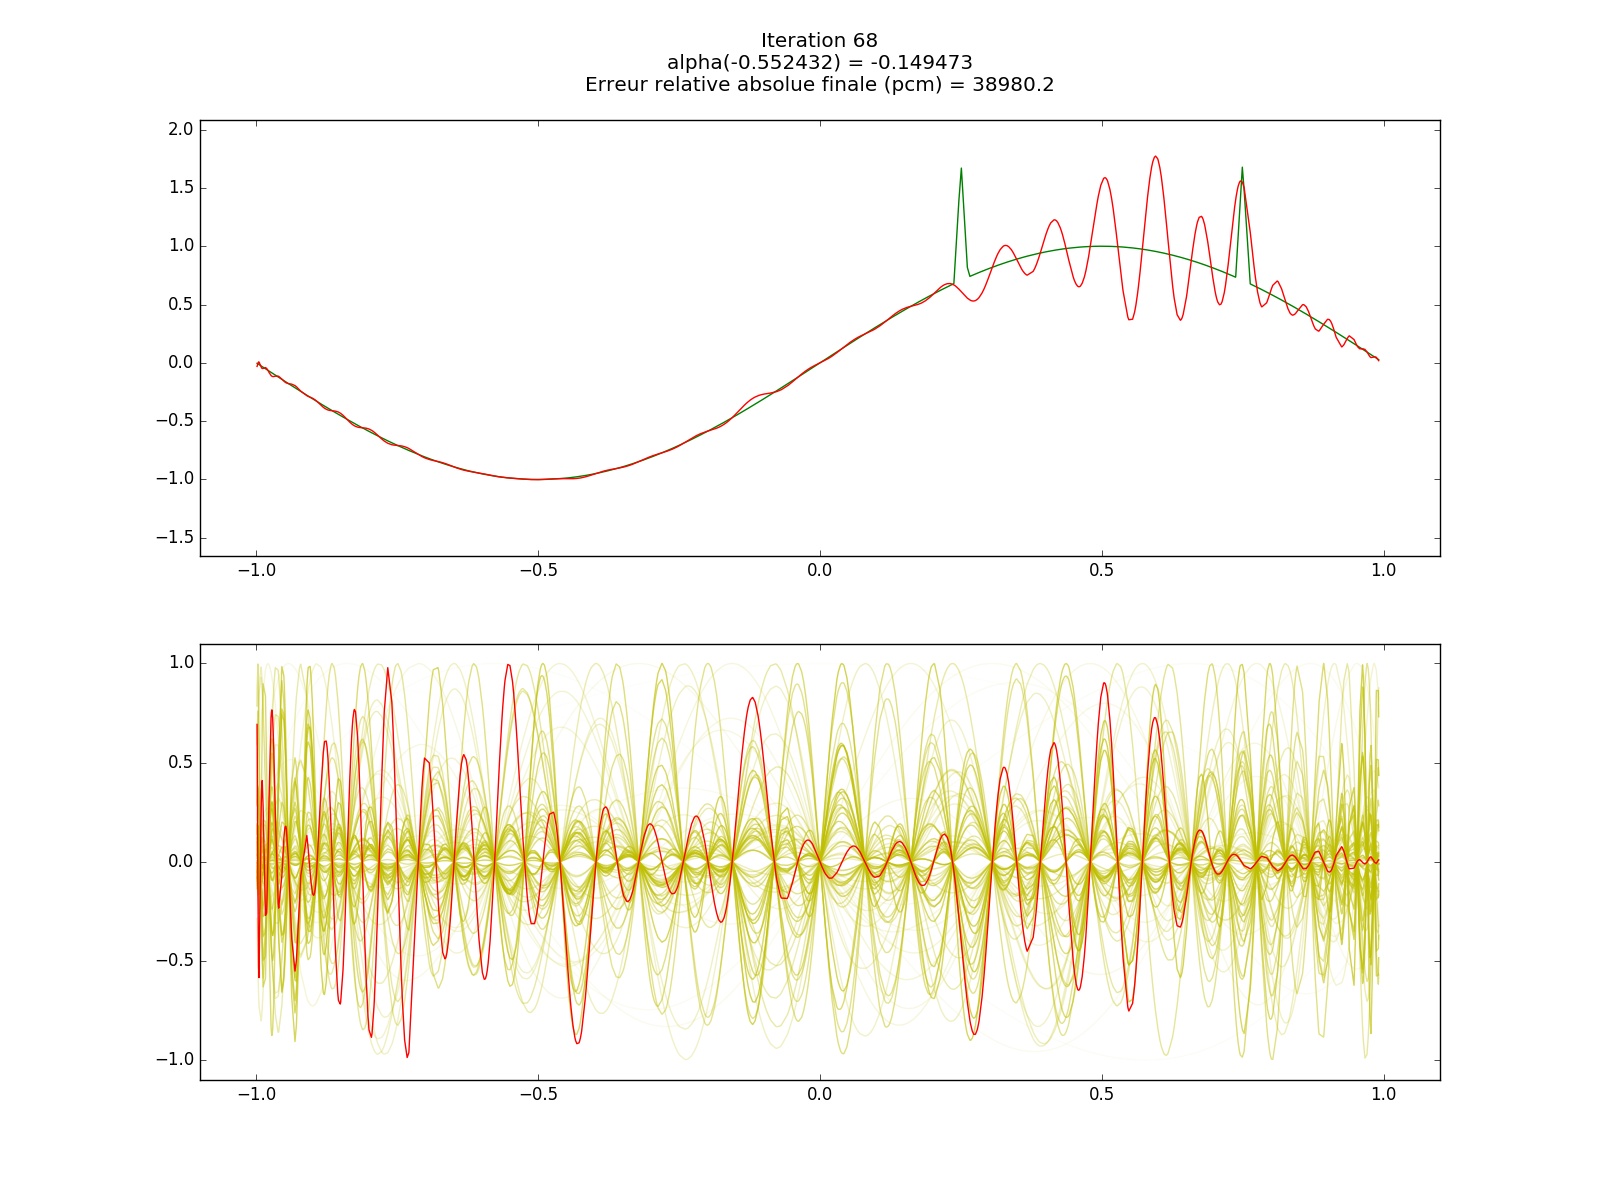 Iteration 68
alpha(-0.552432) = -0.149473
Erreur relative absolue finale (pcm) = 38980.2
2.0
1.5
1.0
0.5
0.0
−0.5
−1.0
−1.5
−1.0 −0.5 0.0 0.5 1.0
1.0
0.5
0.0
−0.5
−1.0
−1.0 −0.5 0.0 0.5 1.0